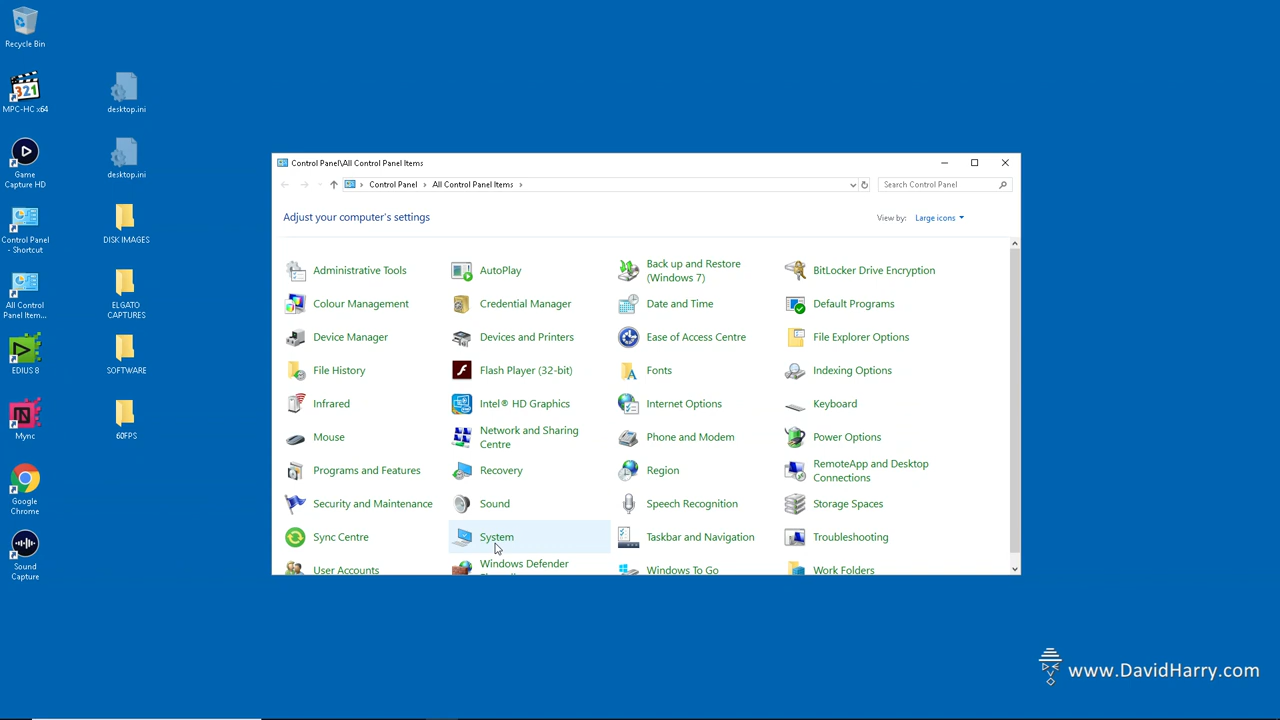 Recycle Bin
MPC-HC x64
desktop.ini
Game
Capture HD
desktop.ini
Control Panel
- Shortcut
DISK IMAGES
All Control
Panel Item...
ELGATO
CAPTURES
EDIUS 8
SOFTWARE
Mync
60FPS
Google
Chrome
Sound
Capture
Control Panel\All Control Panel Items
Control Panel
All Control Panel Items
Search Control Panel
Adjust your computer's settings
View by:
Large icons
Administrative Tools
AutoPlay
Back up and Restore
(Windows 7)
BitLocker Drive Encryption
Colour Management
Credential Manager
Date and Time
Default Programs
Device Manager
Devices and Printers
Ease of Access Centre
File Explorer Options
File History
Flash Player (32-bit)
Fonts
Indexing Options
Infrared
Intel® HD Graphics
Internet Options
Keyboard
Mouse
Network and Sharing
Centre
Phone and Modem
Power Options
Programs and Features
Recovery
Region
RemoteApp and Desktop
Connections
Security and Maintenance
Sound
Speech Recognition
Storage Spaces
Sync Centre
System
Taskbar and Navigation
Troubleshooting
User Accounts
Windows Defender
Windows To Go
Work Folders
www.DavidHarry.com